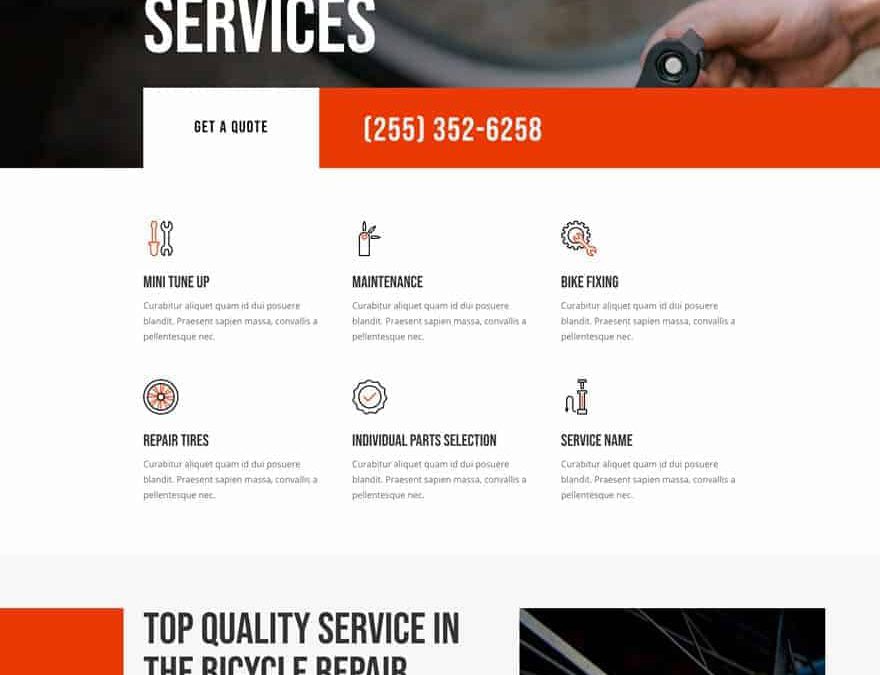 SERVICES
GET A QUOTE
(255) 352-6258
MINI TUNE UP
Curabitur aliquet quam id dui posuere
blandit. Praesent sapien massa, convallis a
pellentesque nec.
MAINTENANCE
Curabitur aliquet quam id dui posuere
blandit. Praesent sapien massa, convallis a
pellentesque nec.
BIKE FIXING
Curabitur aliquet quam id dui posuere
blandit. Praesent sapien massa, convallis a
pellentesque nec.
REPAIR TIRES
Curabitur aliquet quam id dui posuere
blandit. Praesent sapien massa, convallis a
pellentesque nec.
INDIVIDUAL PARTS SELECTION
Curabitur aliquet quam id dui posuere
blandit. Praesent sapien massa, convallis a
pellentesque nec.
SERVICE NAME
Curabitur aliquet quam id dui posuere
blandit. Praesent sapien massa, convallis a
pellentesque nec.
TOP QUALITY SERVICE IN
THE BICYCLE REPAIR